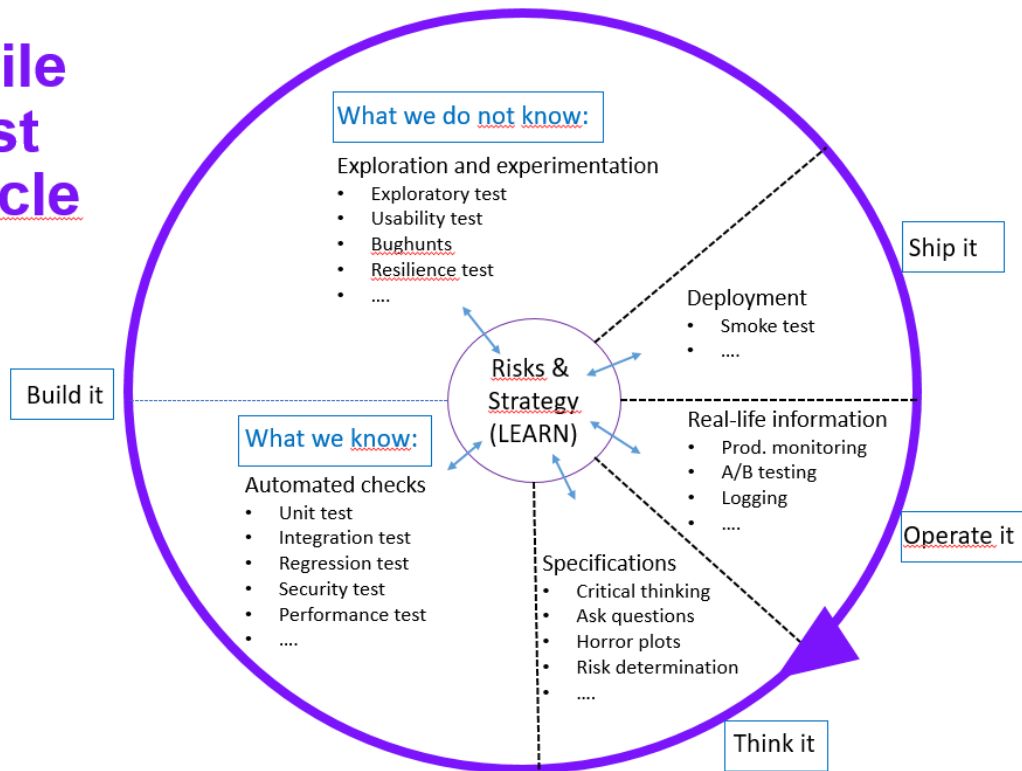 ile
st
cle
What we do not know:
Exploration and experimentation
• Exploratory test
• Usability test
• Bughunts
• Resilience test
• ....
Ship it
Deployment
• Smoke test
• ....
Risks &
Strategy
(LEARN)
Build it
What we know:
Automated checks
• Unit test
• Integration test
• Regression test
• Security test
• Performance test
• ....
Real-life information
• Prod. monitoring
• A/B testing
• Logging
• ....
Operate it
Specifications
• Critical thinking
• Ask questions
• Horror plots
• Risk determination
• ....
Think it